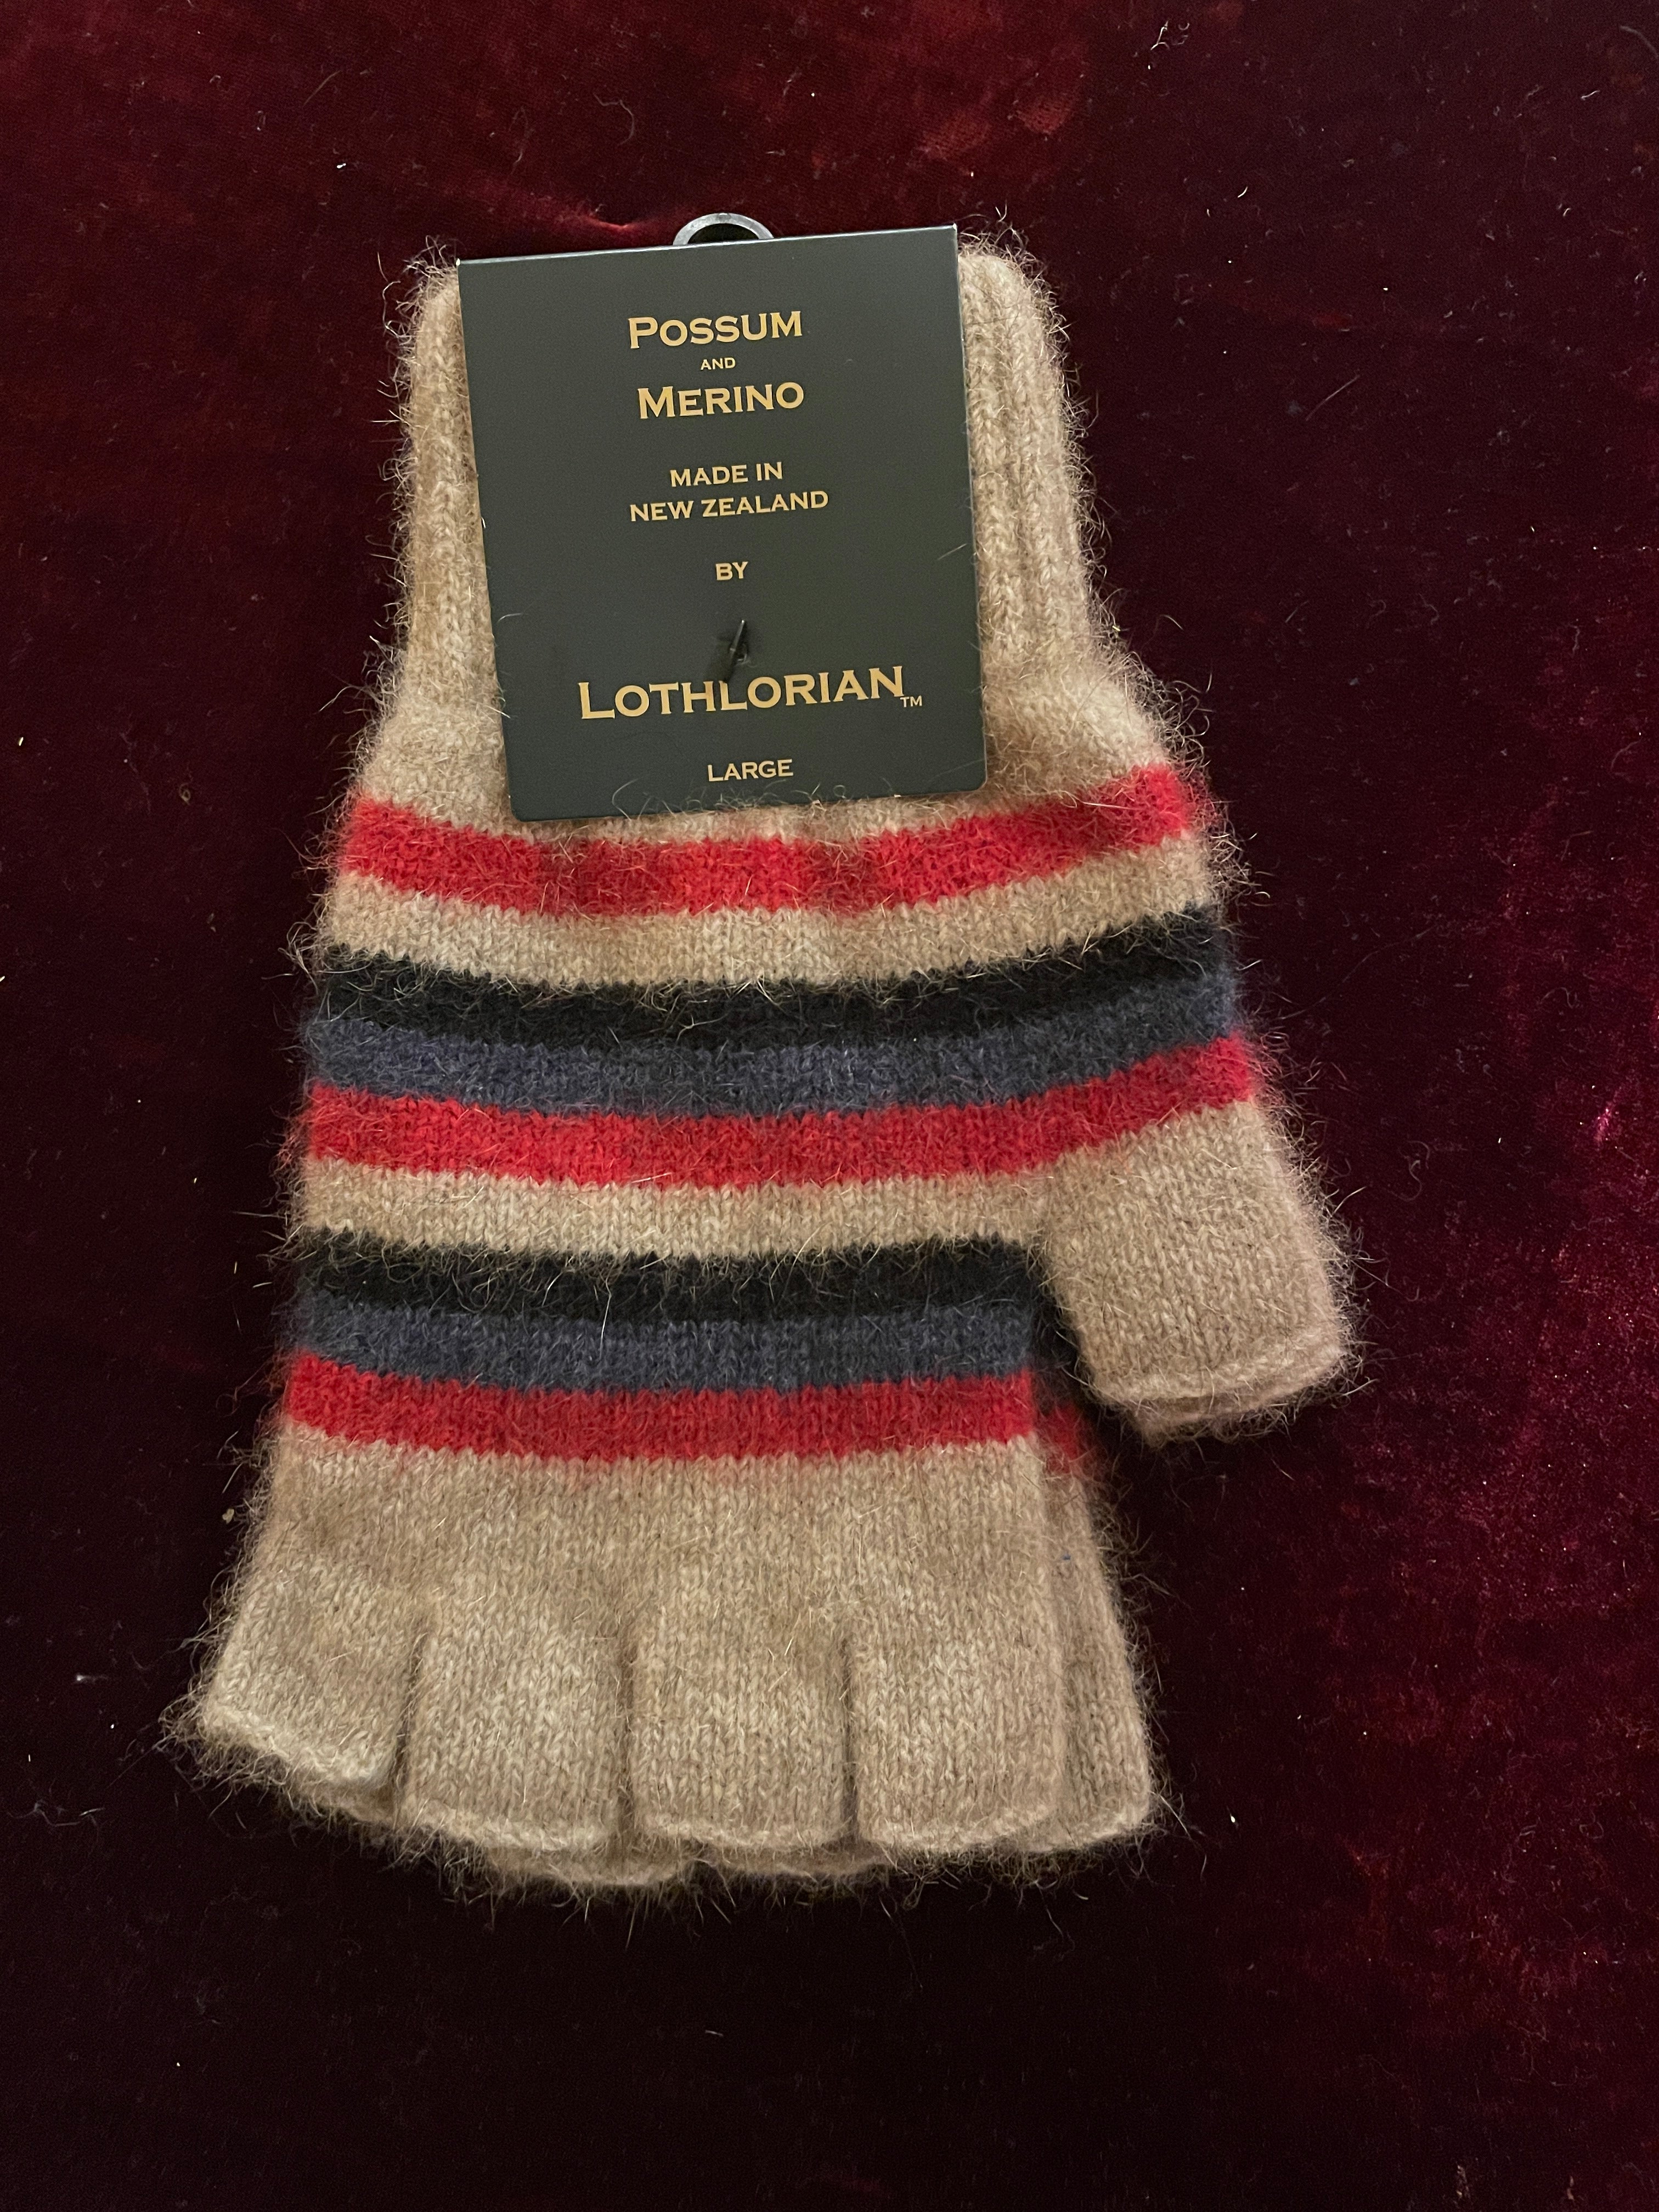 POSSUM
AND
MERINO
MADE IN
NEW ZEALAND
BY
LOTHLORIAN™
LARGE